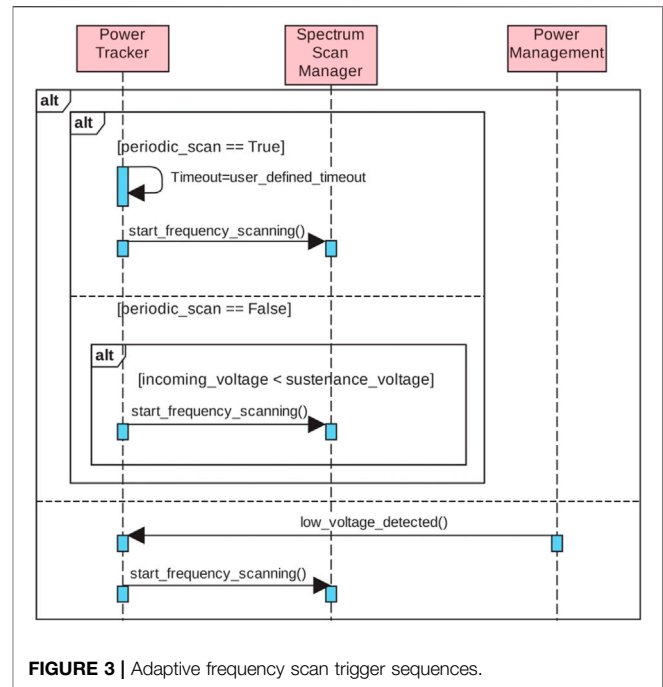 Power
Tracker
Spectrum
Scan
Manager
Power
Management
alt
alt
[periodic_scan == True]
Timeout=user_defined_timeout
start_frequency_scanning()
[periodic_scan == False]
alt
[incoming_voltage < sustenance_voltage]
start_frequency_scanning()
low_voltage_detected()
start_frequency_scanning()
FIGURE 3 | Adaptive frequency scan trigger sequences.